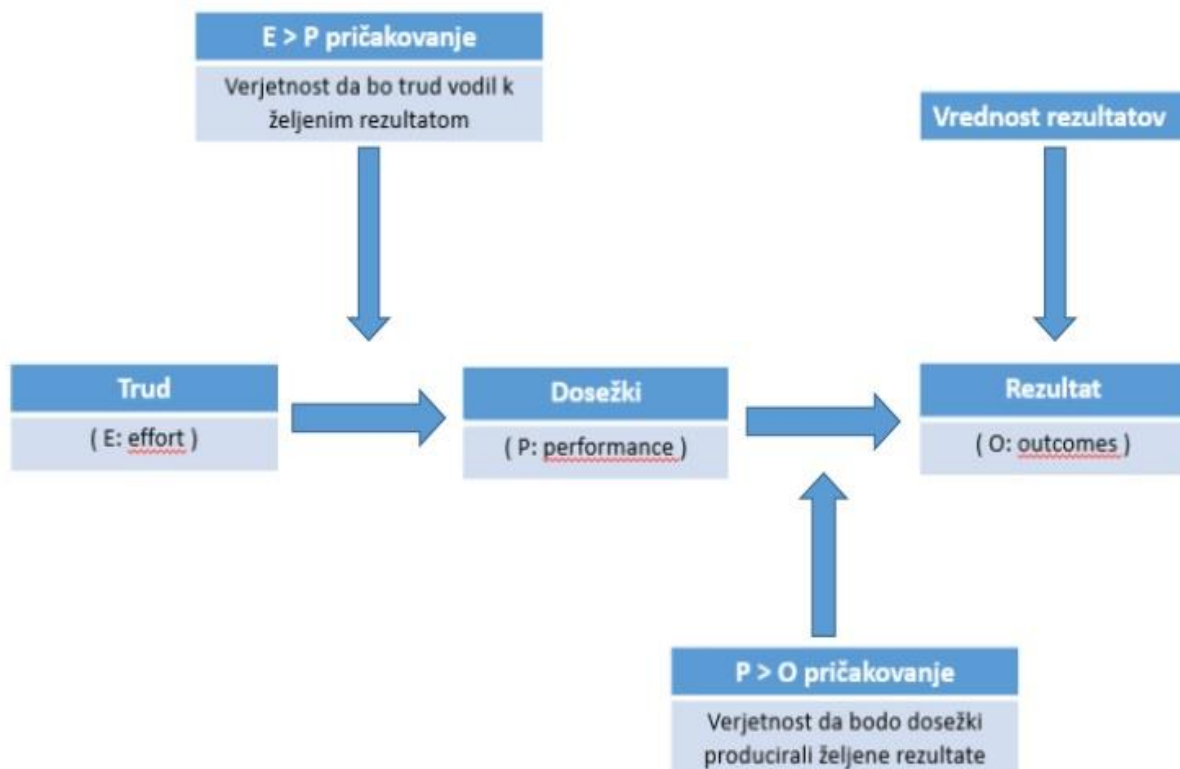 E > P pričakovanje
Verjetnost da bo trud vodil k
željenim rezultatom
Vrednost rezultatov
Trud
( E: effort )
Dosežki
( P: performance )
Rezultat
( O: outcomes )
P > O pričakovanje
Verjetnost da bodo dosežki
producirali željene rezultate